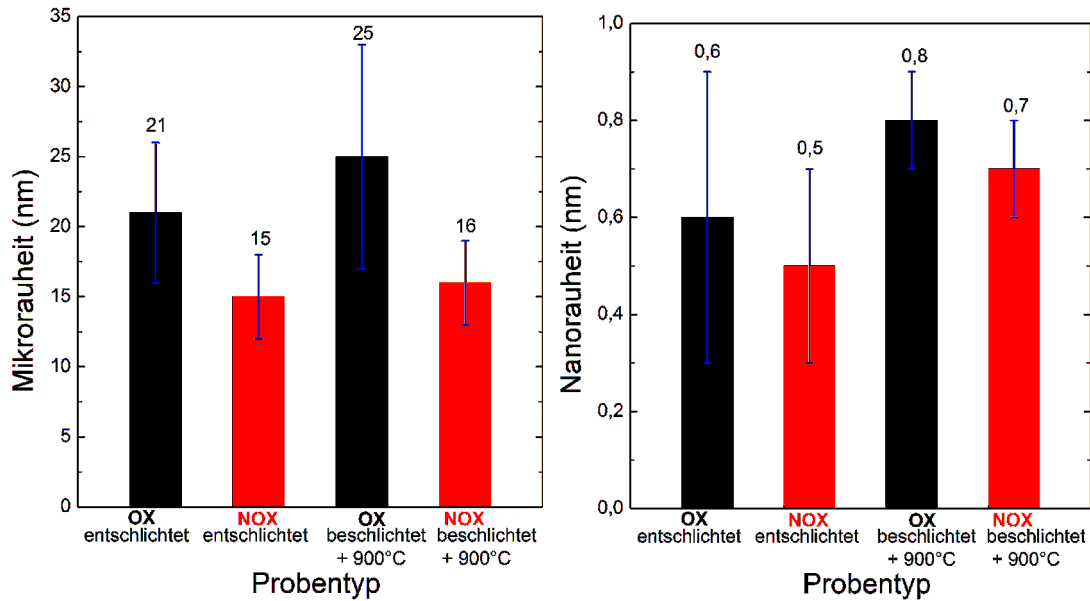 35
30
25
20
15
10
5
0
Mikrorauheit (nm)
21
15
25
16
OX
entschlichtet
NOX
entschlichtet
OX
beschlichtet
+ 900°C
NOX
beschlichtet
+ 900°C
Probentyp
1,0
0,8
0,6
0,4
0,2
0,0
Nanorauheit (nm)
0,6
0,5
0,8
0,7
OX
entschlichtet
NOX
entschlichtet
OX
beschlichtet
+ 900°C
NOX
beschlichtet
+ 900°C
Probentyp